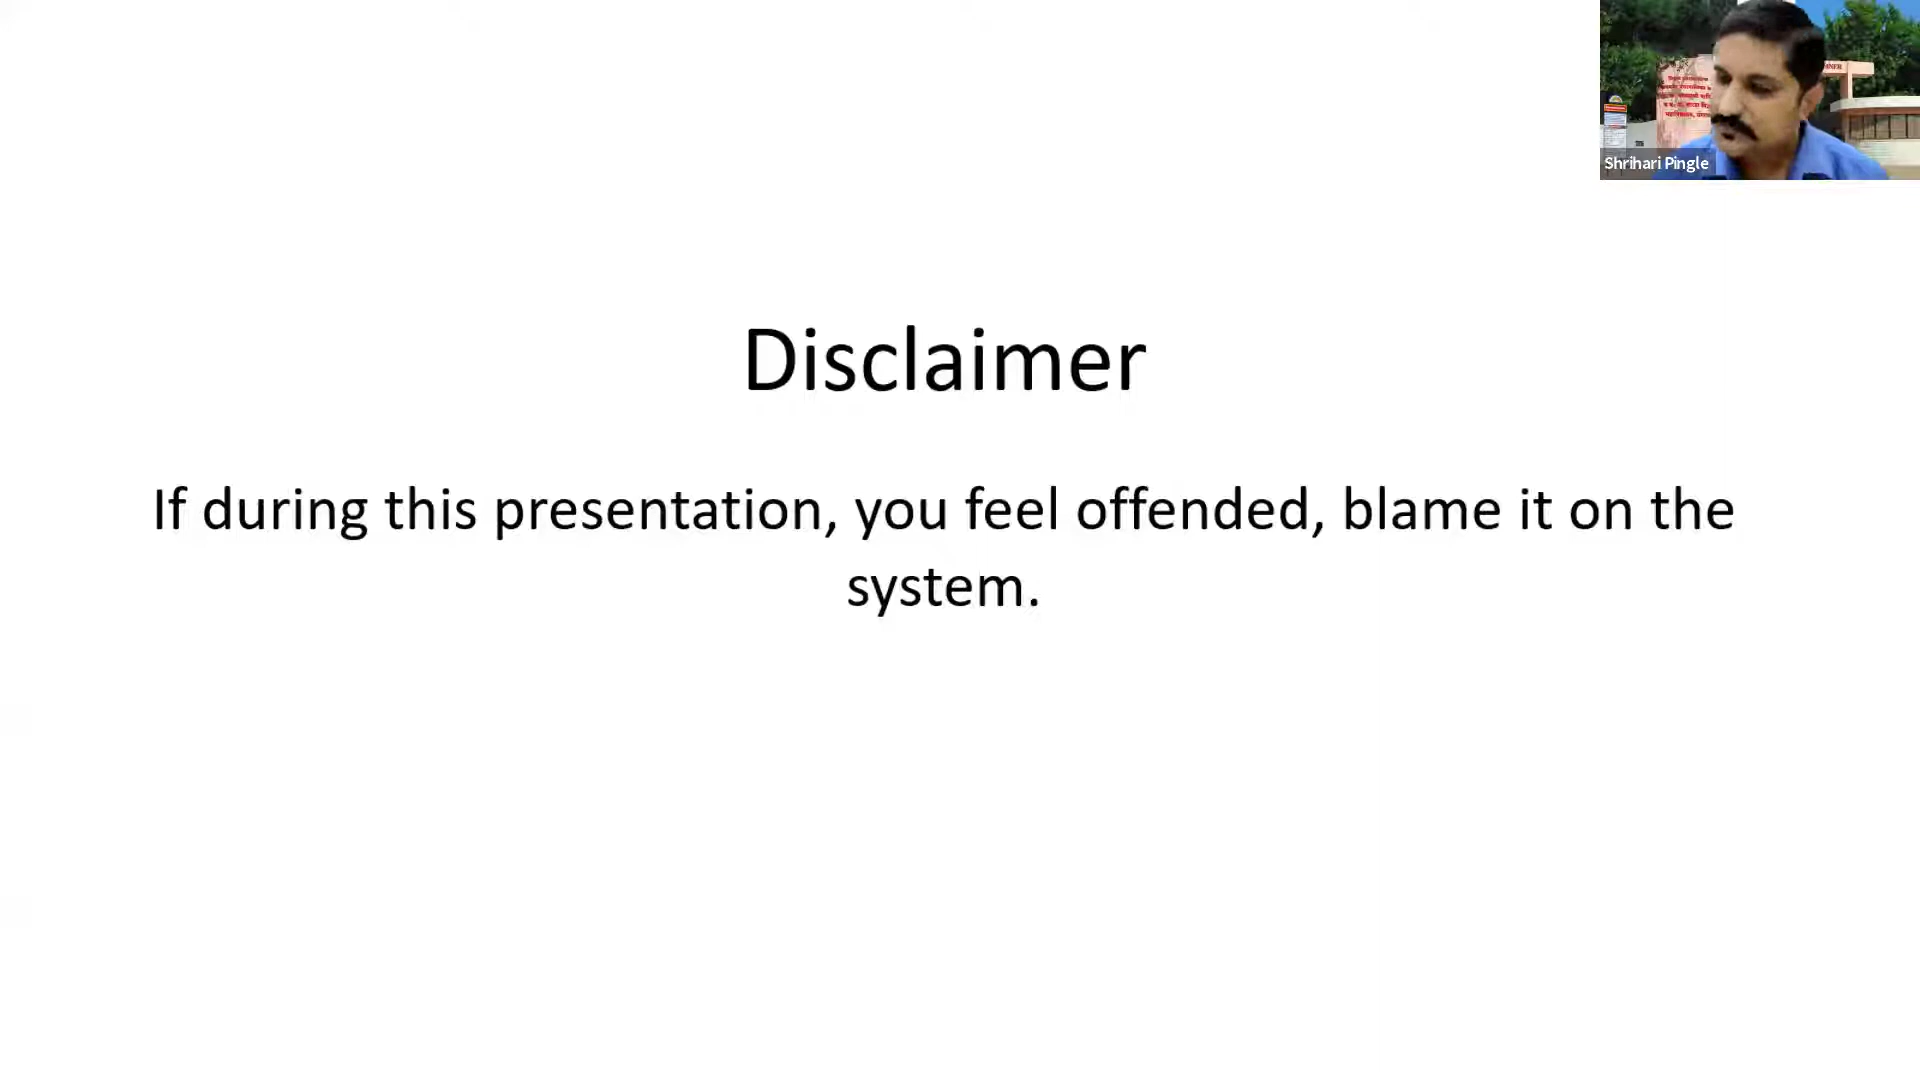 Shrihari Pingle
Disclaimer
If during this presentation, you feel offended, blame it on the
system.